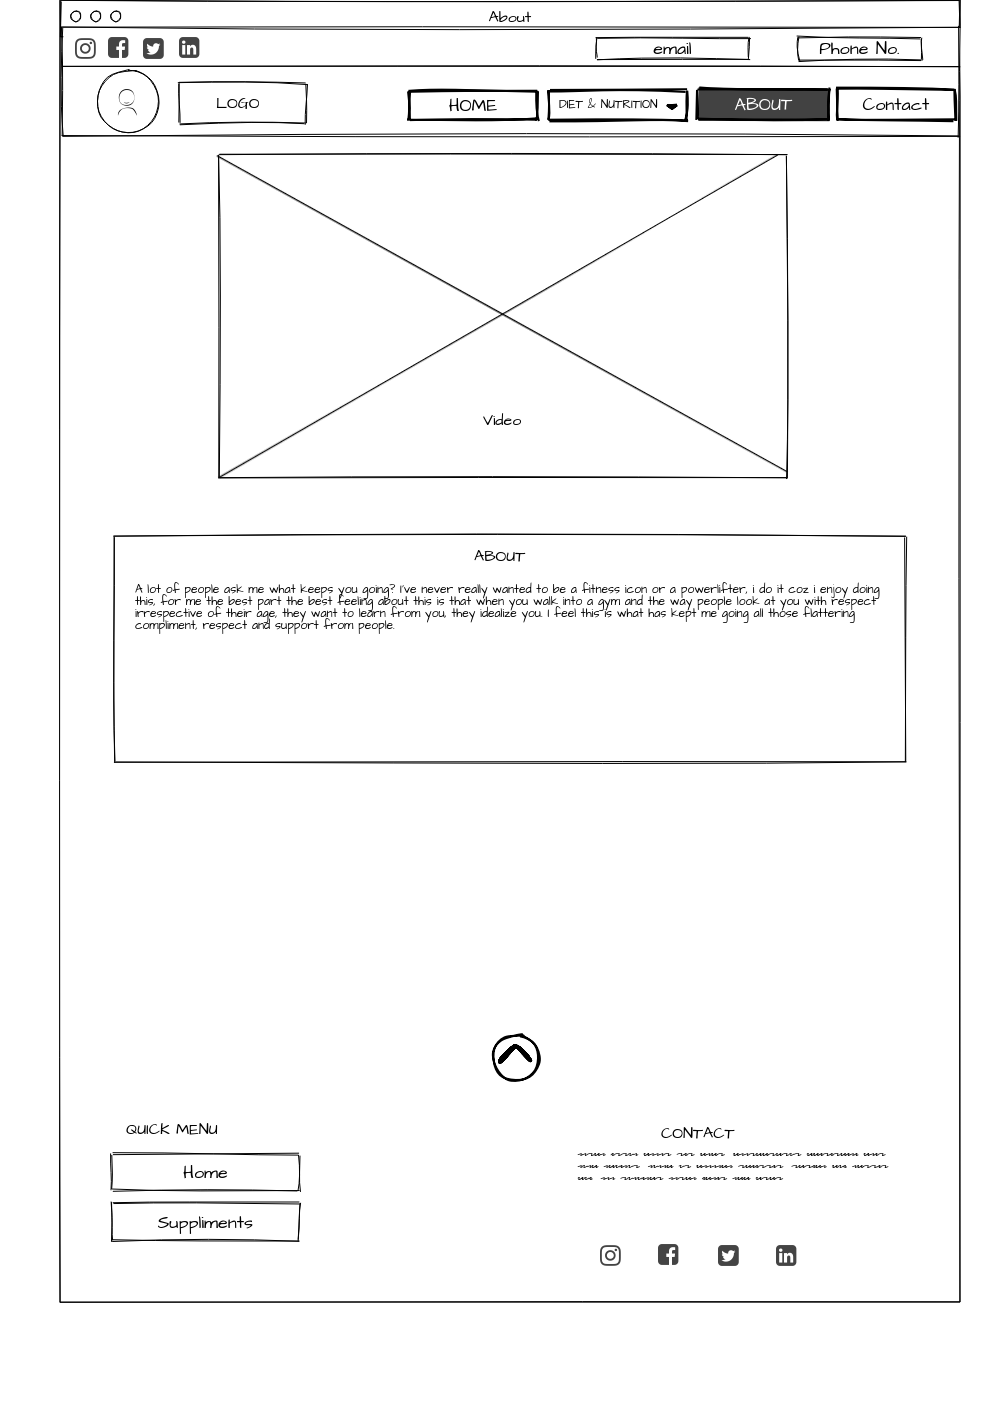 About
email
Phone No.
LOGO
HOME
DIET & NUTRITION
ABOUT
Contact
Video
ABOUT
A lot of people ask me what keeps you going? I've never really wanted to be a fitness icon or a powerlifter, i do it coz i enjoy doing
this, for me the best part the best feeling about this is that when you walk into a gym and the way people look at you with respect
irrespective of their age, they want to learn from you, they idealize you. I feel this is what has kept me going all those flattering
compliment, respect and support from people.
QUICK MENU
CONTACT
Home
Suppliments